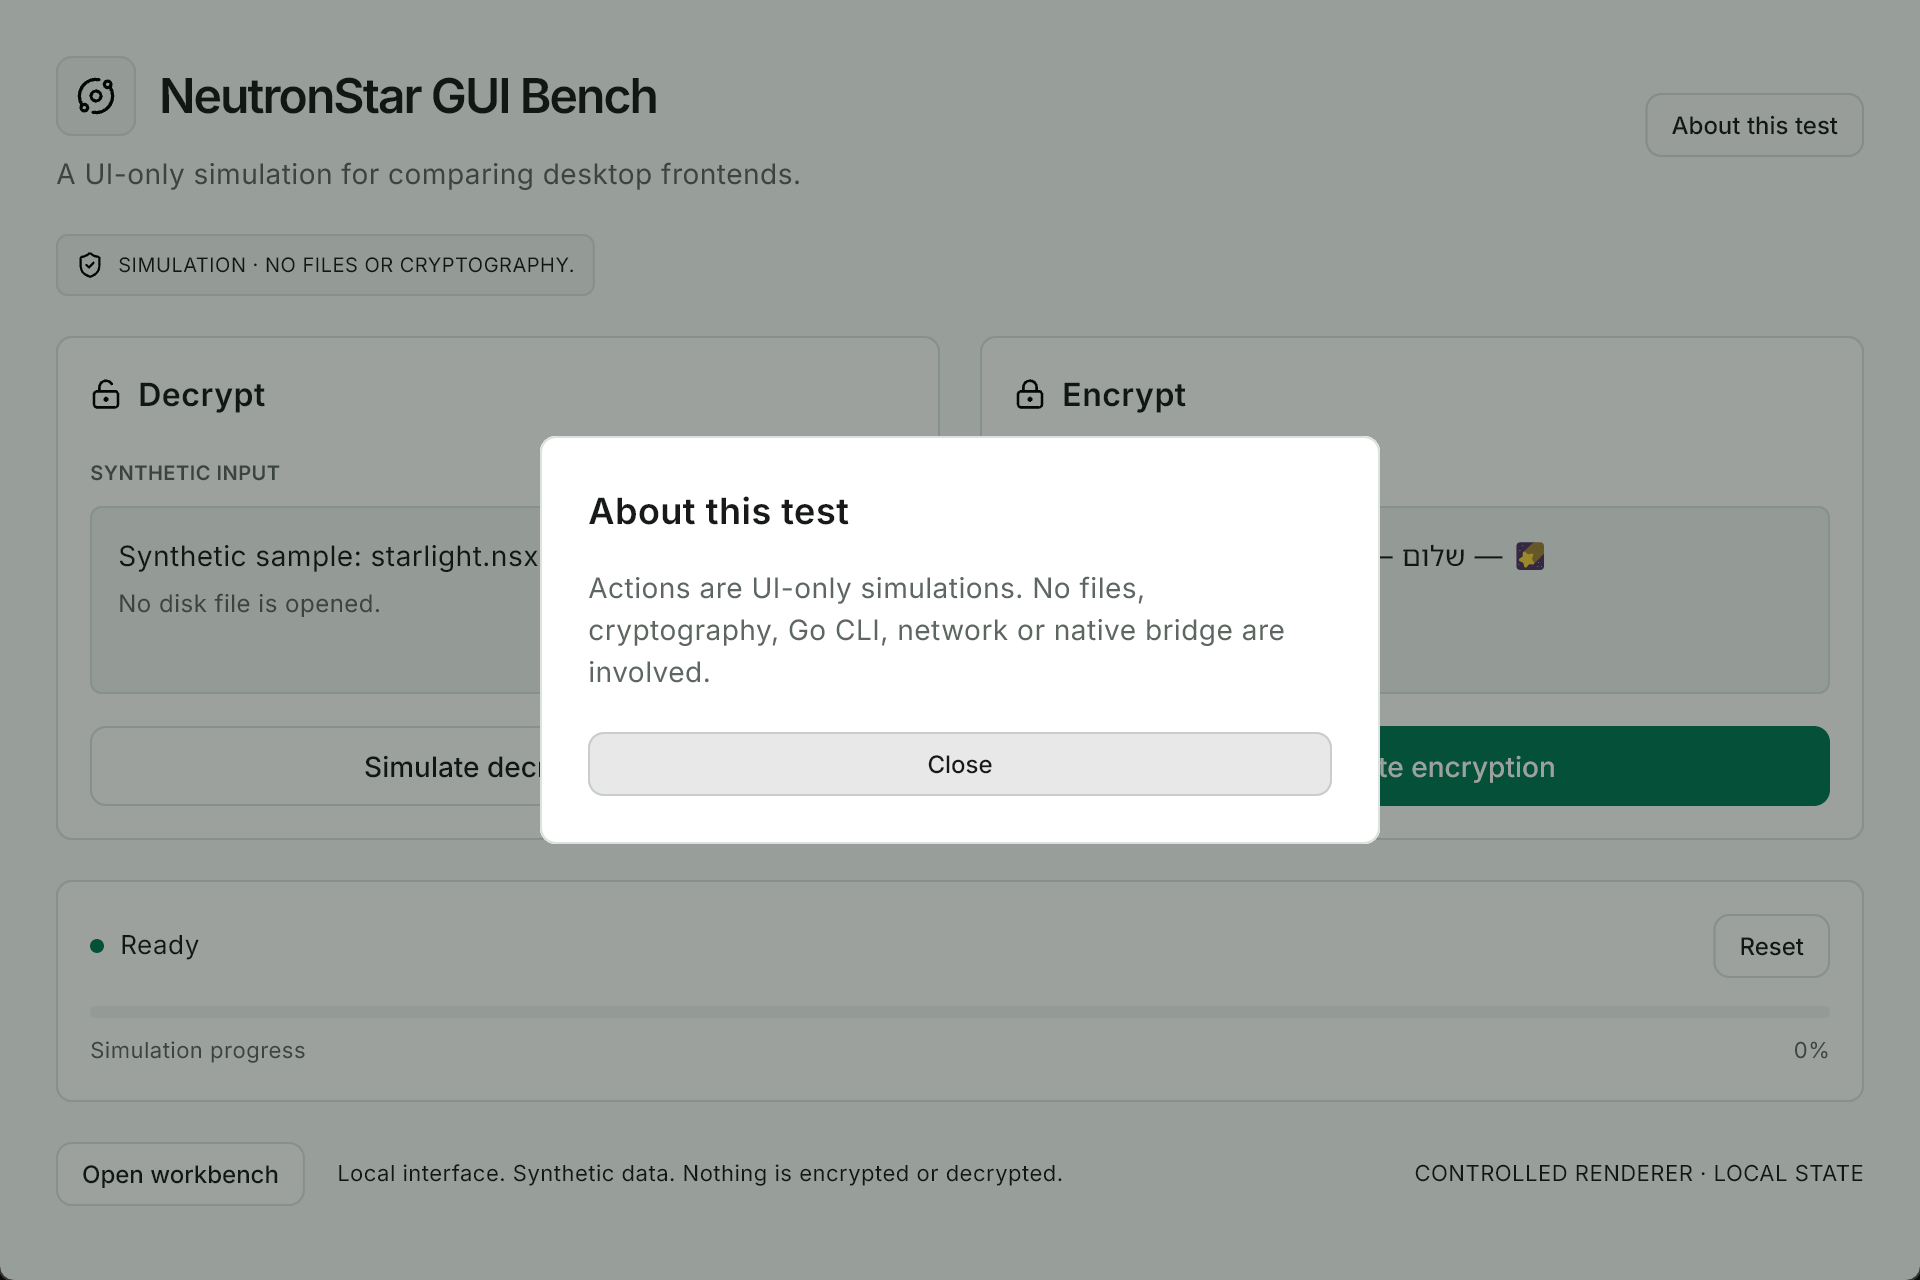 NeutronStar GUI Bench
About this test
A UI-only simulation for comparing desktop frontends.
SIMULATION · NO FILES OR CRYPTOGRAPHY.
Decrypt
Encrypt
SYNTHETIC INPUT
Synthetic sample: starlight.nsx
No disk file is opened.
— שלום — 🌠
About this test
Actions are UI-only simulations. No files,
cryptography, Go CLI, network or native bridge are
involved.
Close
Simulate
encryption
Ready
Reset
Simulation progress
0%
Open workbench
Local interface. Synthetic data. Nothing is encrypted or decrypted.
CONTROLLED RENDERER · LOCAL STATE